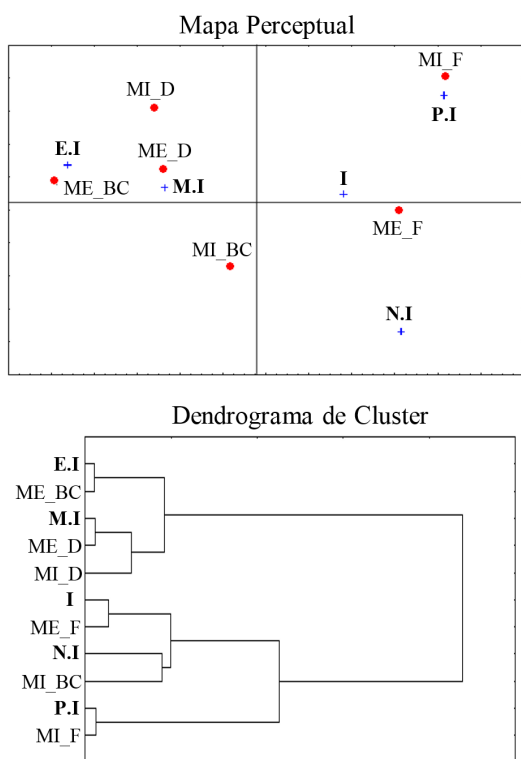 Mapa Perceptual
MI_F
MI_D
P.I
E.I
ME_D
ME_BC
M.I
I
ME_F
MI_BC
N.I
Dendrograma de Cluster
E.I
ME_BC
M.I
ME_D
MI_D
I
ME_F
N.I
MI_BC
P.I
MI_F